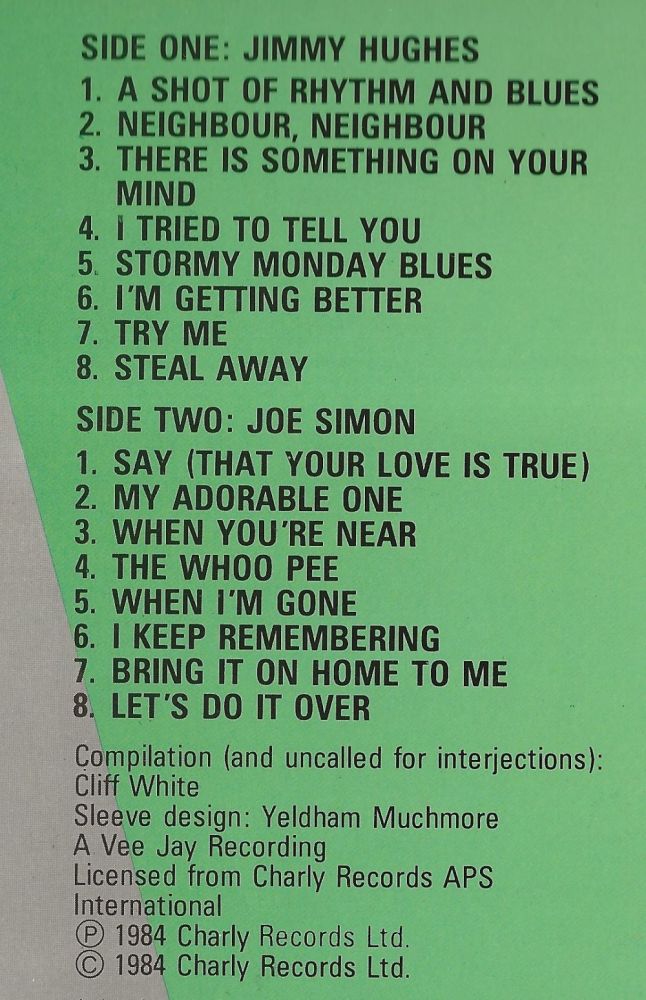 SIDE ONE: JIMMY HUGHES
1. A SHOT OF RHYTHM AND BLUES
2. NEIGHBOUR, NEIGHBOUR
3. THERE IS SOMETHING ON YOUR
MIND
4. I TRIED TO TELL YOU
5. STORMY MONDAY BLUES
6. I'M GETTING BETTER
7. TRY ME
8. STEAL AWAY
SIDE TWO: JOE SIMON
1. SAY (THAT YOUR LOVE IS TRUE)
2. MY ADORABLE ONE
3. WHEN YOU'RE NEAR
4. THE WHOO PEE
5. WHEN I'M GONE
6. I KEEP REMEMBERING
7. BRING IT ON HOME TO ME
8. LET'S DO IT OVER
Compilation (and uncalled for interjections):
Cliff White
Sleeve design: Yeldham Muchmore
A Vee Jay Recording
Licensed from Charly Records APS
International
Ⓟ 1984 Charly Records Ltd.
© 1984 Charly Records Ltd.